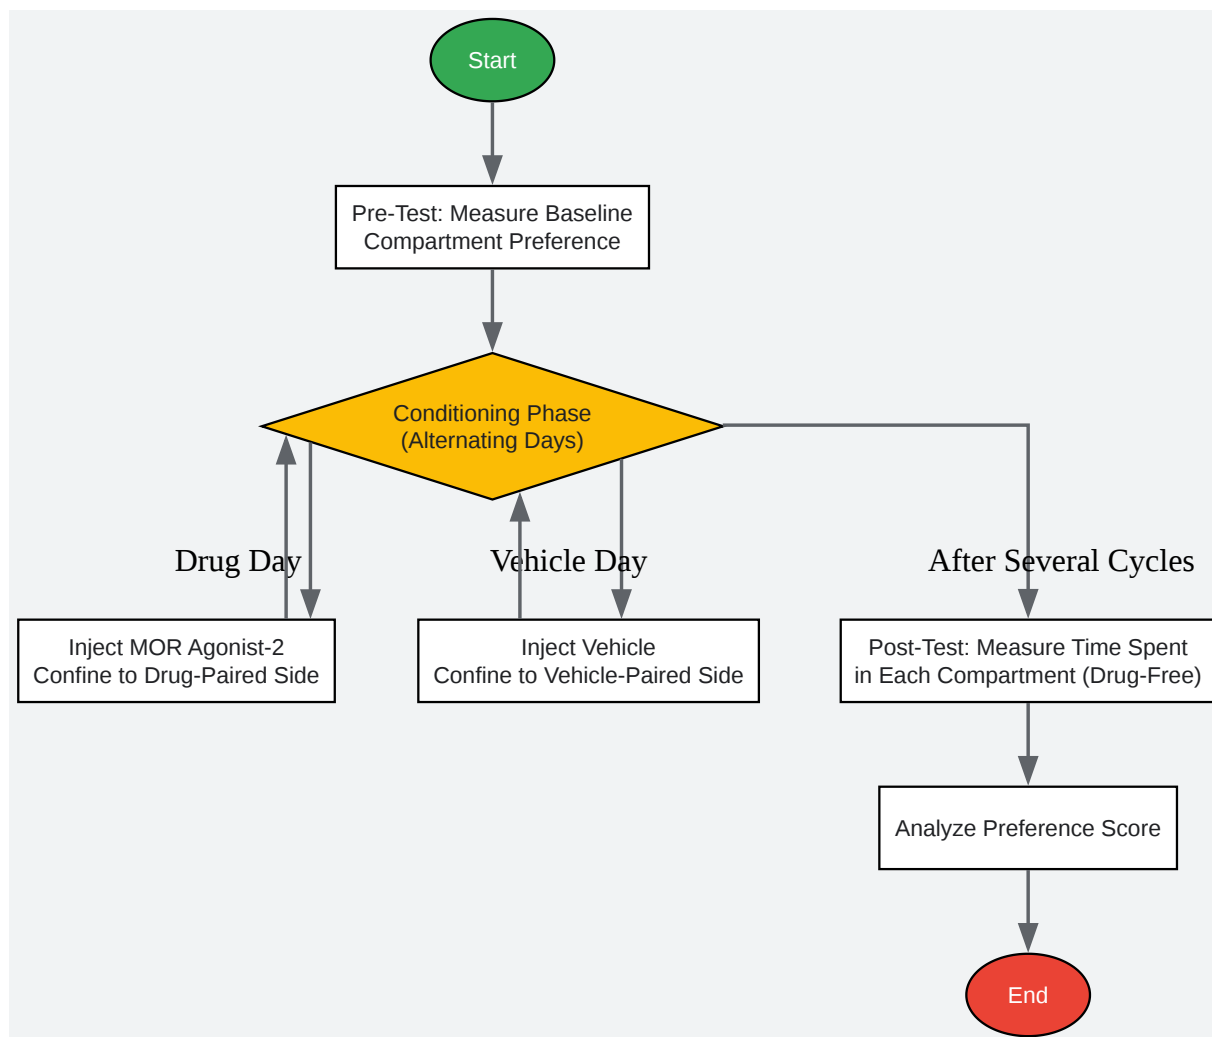 Start
Pre-Test: Measure Baseline
Compartment Preference
Conditioning Phase
(Alternating Days)
Drug Day
Vehicle Day
After Several Cycles
Inject MOR Agonist-2
Confine to Drug-Paired Side
Inject Vehicle
Confine to Vehicle-Paired Side
Post-Test: Measure Time Spent
in Each Compartment (Drug-Free)
Analyze Preference Score
End